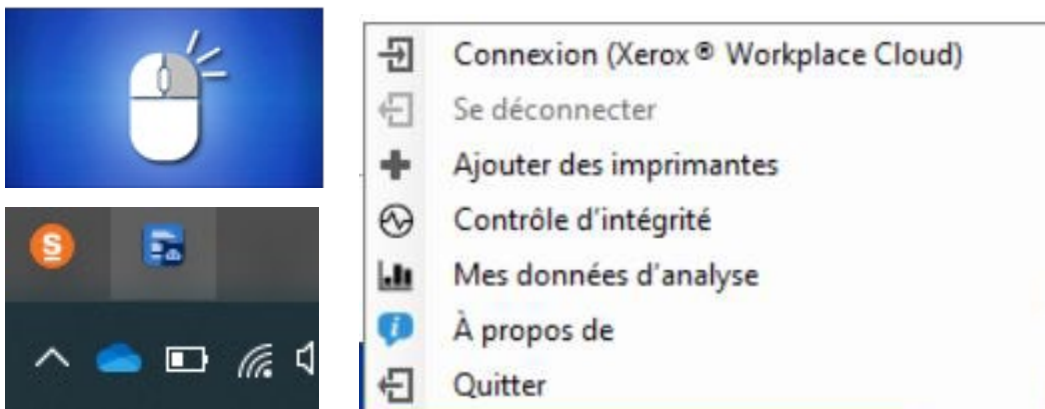 S
Connexion (Xerox® Workplace Cloud)
Se déconnecter
Ajouter des imprimantes
Contrôle d'intégrité
Mes données d'analyse
À propos de
Quitter